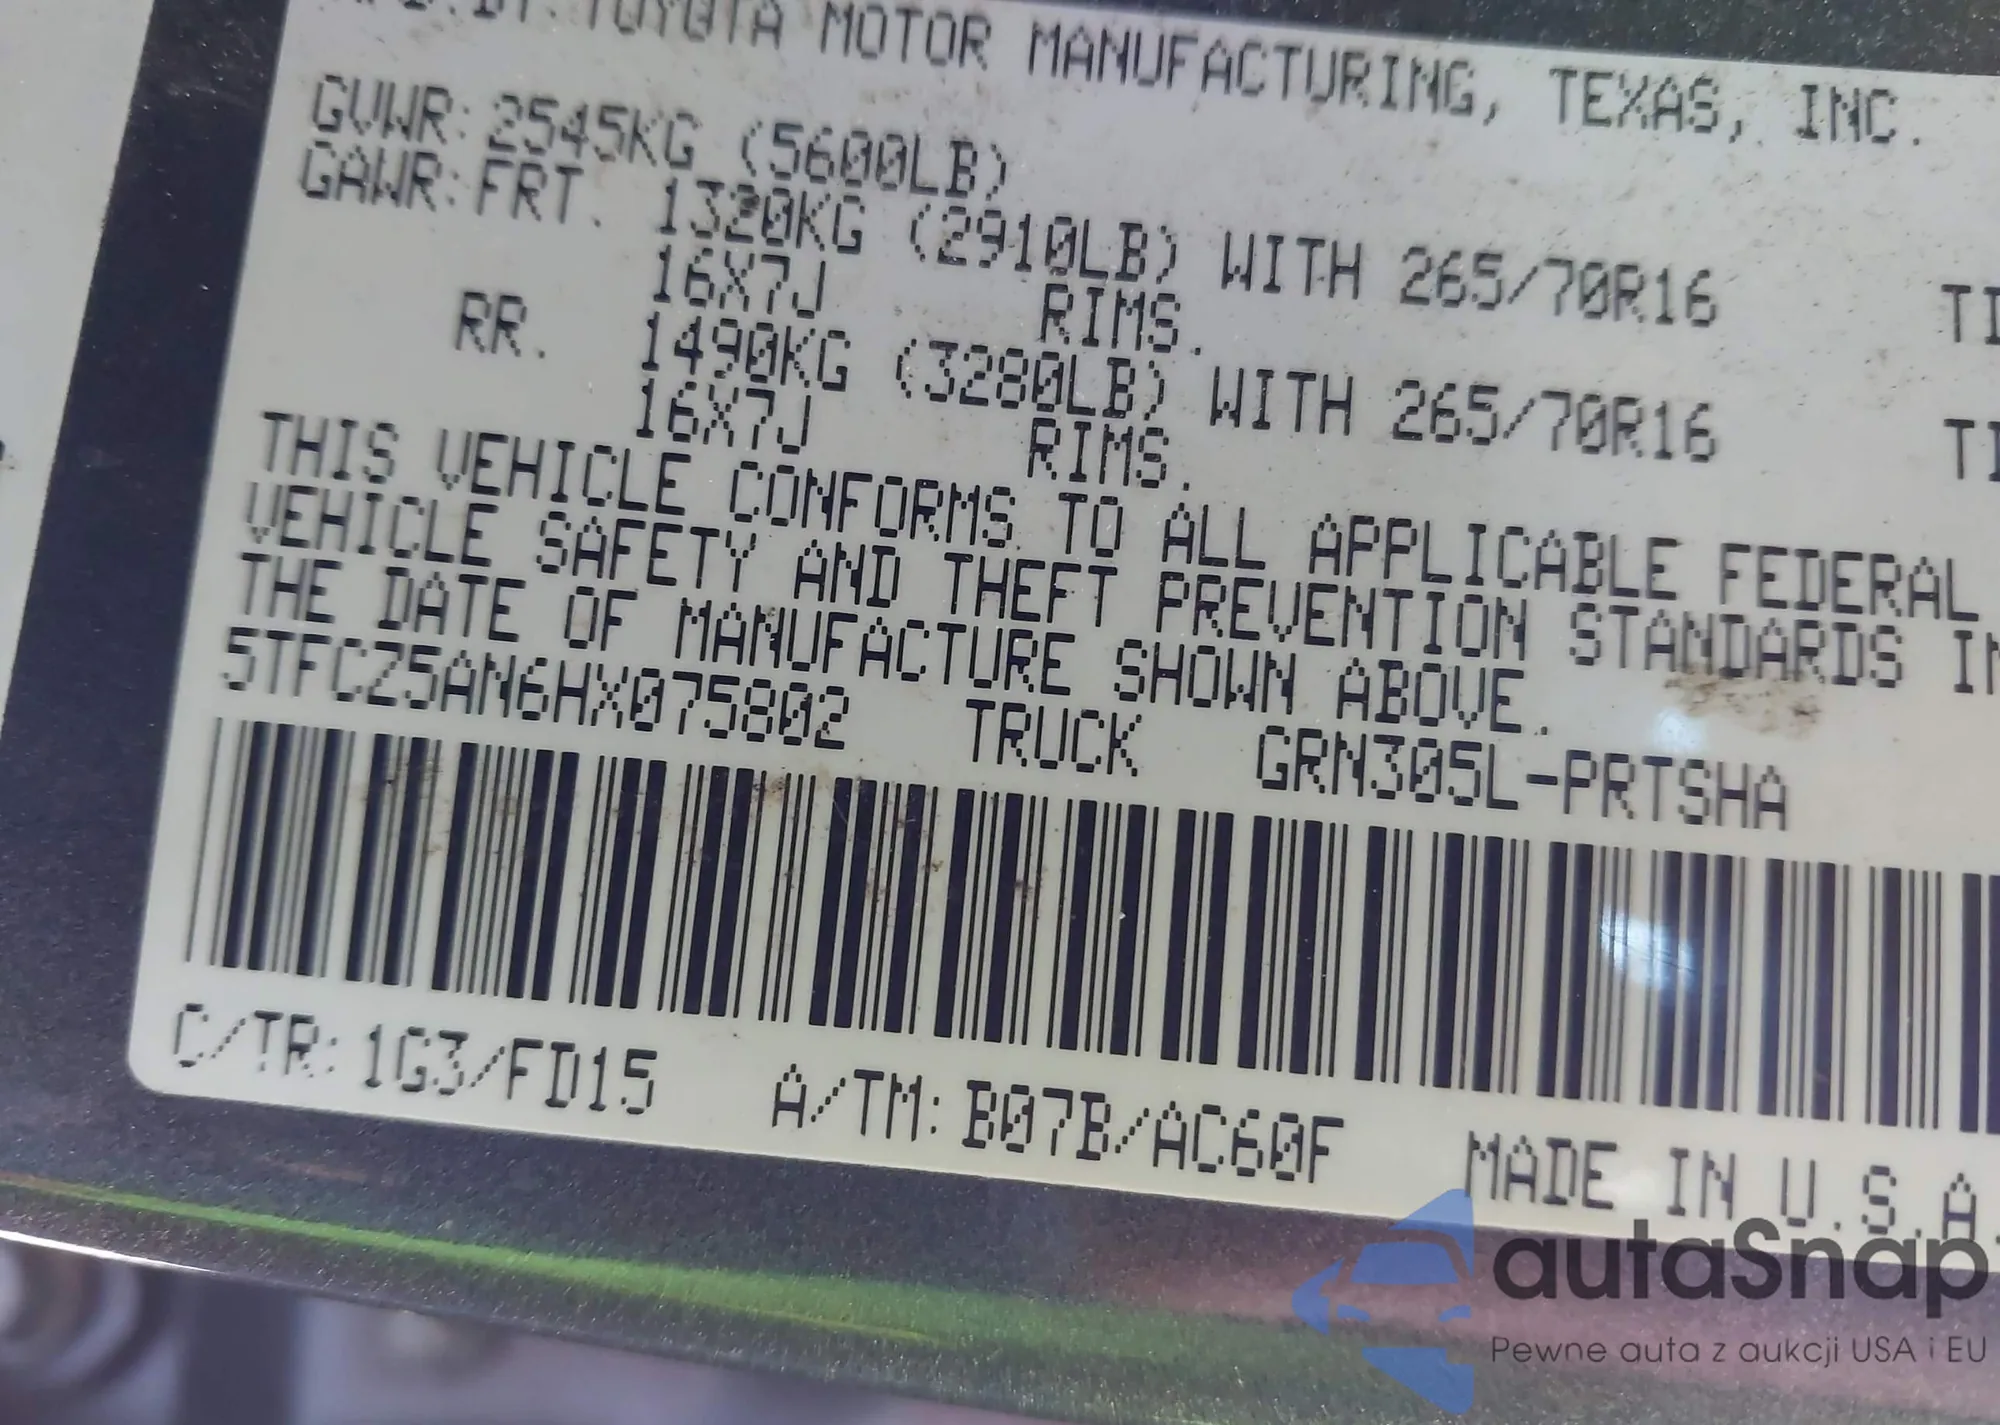 TOYOTA MOTOR MANUFACTURING, TEXAS, INC.
GVWR: 2545KG (5600LB)
GAWR: FRT. 1320KG (2910LB) WITH 265/70R16
16X7J RIMS.
RR. 1490KG (3280LB) WITH 265/70R16
16X7J RIMS.
THIS VEHICLE CONFORMS TO ALL APPLICABLE FEDERAL
VEHICLE SAFETY AND THEFT PREVENTION STANDARDS IN
THE DATE OF MANUFACTURE SHOWN ABOVE.
5TFCZ5AN6HX075802 TRUCK GRN305L-PRTSHA
C/TR: 1G3/FD15 A/TM: B07B/AC60F MADE IN U.S.A.
autaSnap
Pewne auta z aukcji USA i EU